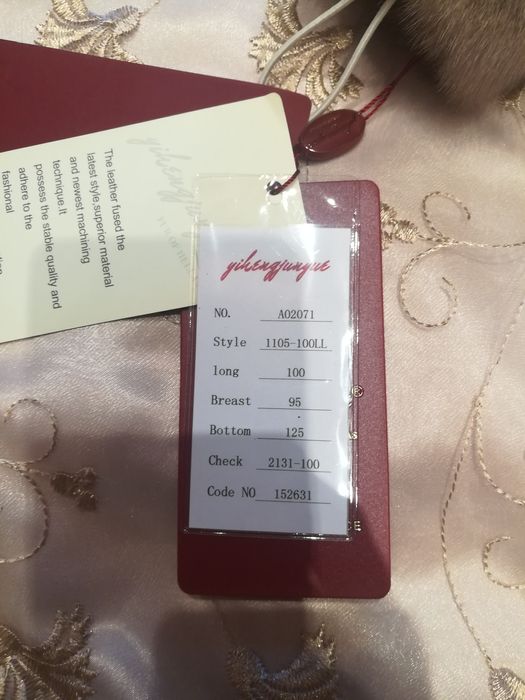 yihengjunyue
The leather fused the
latest style,superior material
and newest machining
technique.It
possess the stable quality and
adhere to the
fashional
yihengjunyue
NO. A02071
Style 1105-100LL
long 100
Breast 95
Bottom 125
Check 2131-100
Code NO 152631
®